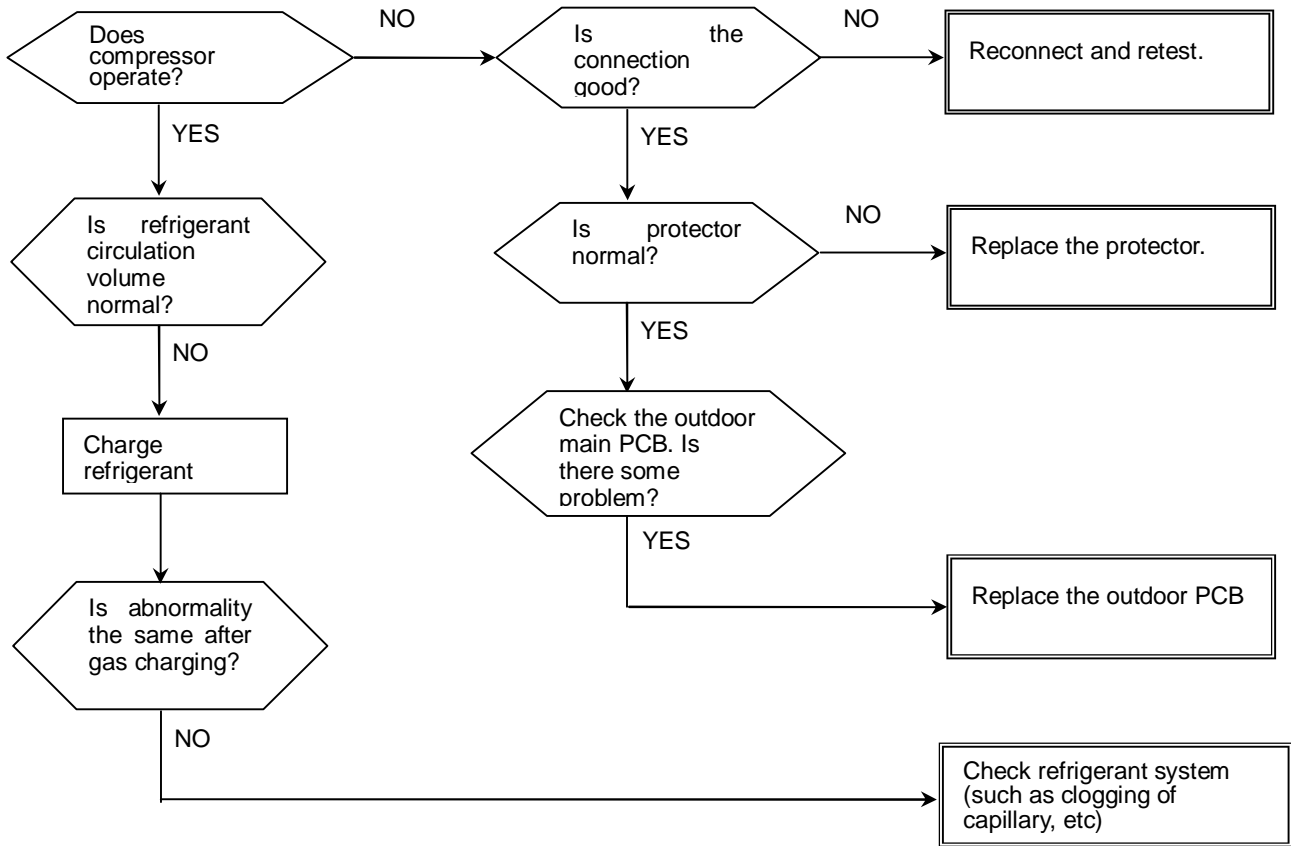 Does
compressor
operate?
NO
Is the
connection
good?
NO
Reconnect and retest.
YES
YES
Is refrigerant
circulation
volume
normal?
Is protector
normal?
NO
Replace the protector.
NO
YES
Charge
refrigerant
Check the outdoor
main PCB. Is
there some
problem?
YES
Is abnormality
the same after
gas charging?
Replace the outdoor PCB
NO
Check refrigerant system
(such as clogging of
capillary, etc)